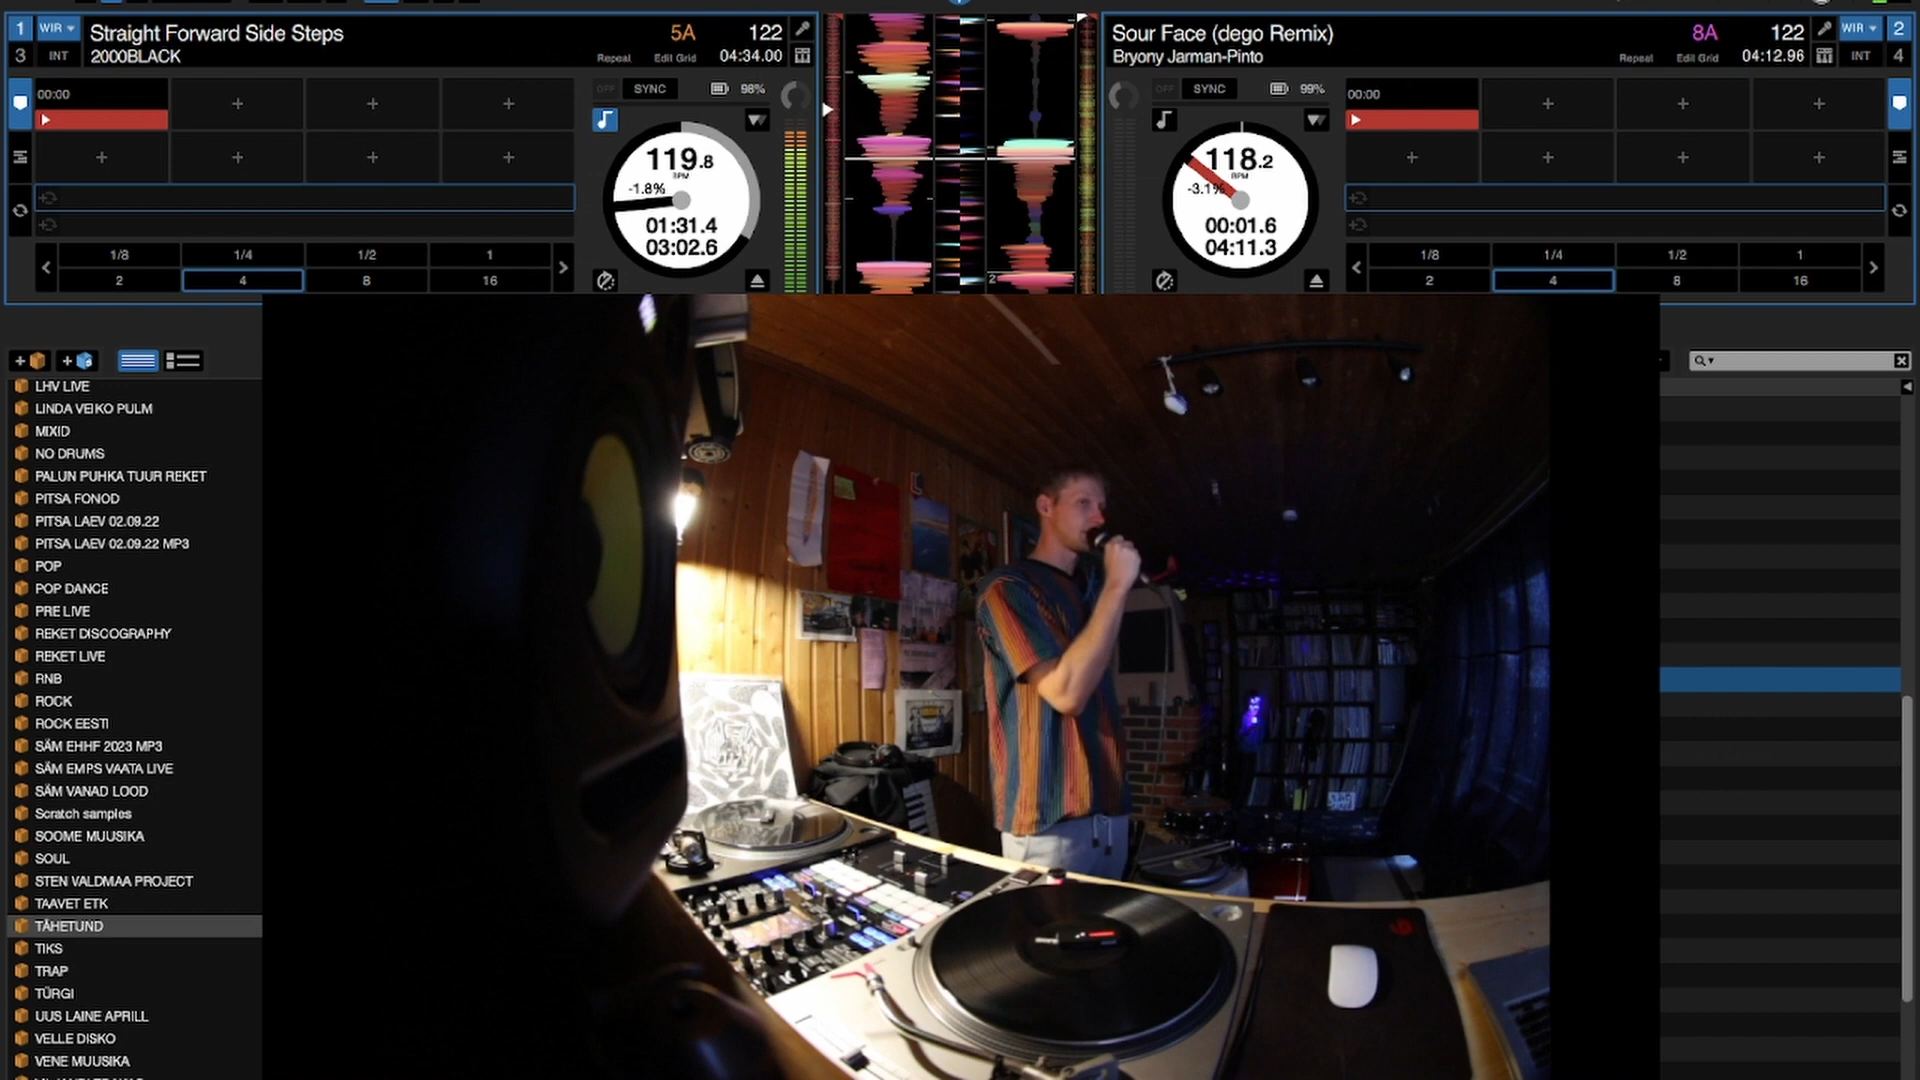 1 WIR Straight Forward Side Steps 5A 122
3 INT 2000BLACK Repeat Edit Grid 04:34.00
00:00
OFF SYNC 98%
119.8
BPM
-1.8%
01:31.4
03:02.6
1/8 1/4 1/2 1
2 4 8 16
2
Sour Face (dego Remix) 8A 122 WIR 2
Bryony Jarman-Pinto Repeat Edit Grid 04:12.96 INT 4
OFF SYNC 99%
00:00
118.2
BPM
-3.1%
00:01.6
04:11.3
1/8 1/4 1/2 1
2 4 8 16
LHV LIVE
LINDA VEIKO PULM
MIXID
NO DRUMS
PALUN PUHKA TUUR REKET
PITSA FONOD
PITSA LAEV 02.09.22
PITSA LAEV 02.09.22 MP3
POP
POP DANCE
PRE LIVE
REKET DISCOGRAPHY
REKET LIVE
RNB
ROCK
ROCK EESTI
SÄM EHHF 2023 MP3
SÄM EMPS VAATA LIVE
SÄM VANAD LOOD
Scratch samples
SOOME MUUSIKA
SOUL
STEN VALDMAA PROJECT
TAAVET ETK
TÄHETUND
TIKS
TRAP
TÜRGI
UUS LAINE APRILL
VELLE DISKO
VENE MUUSIKA